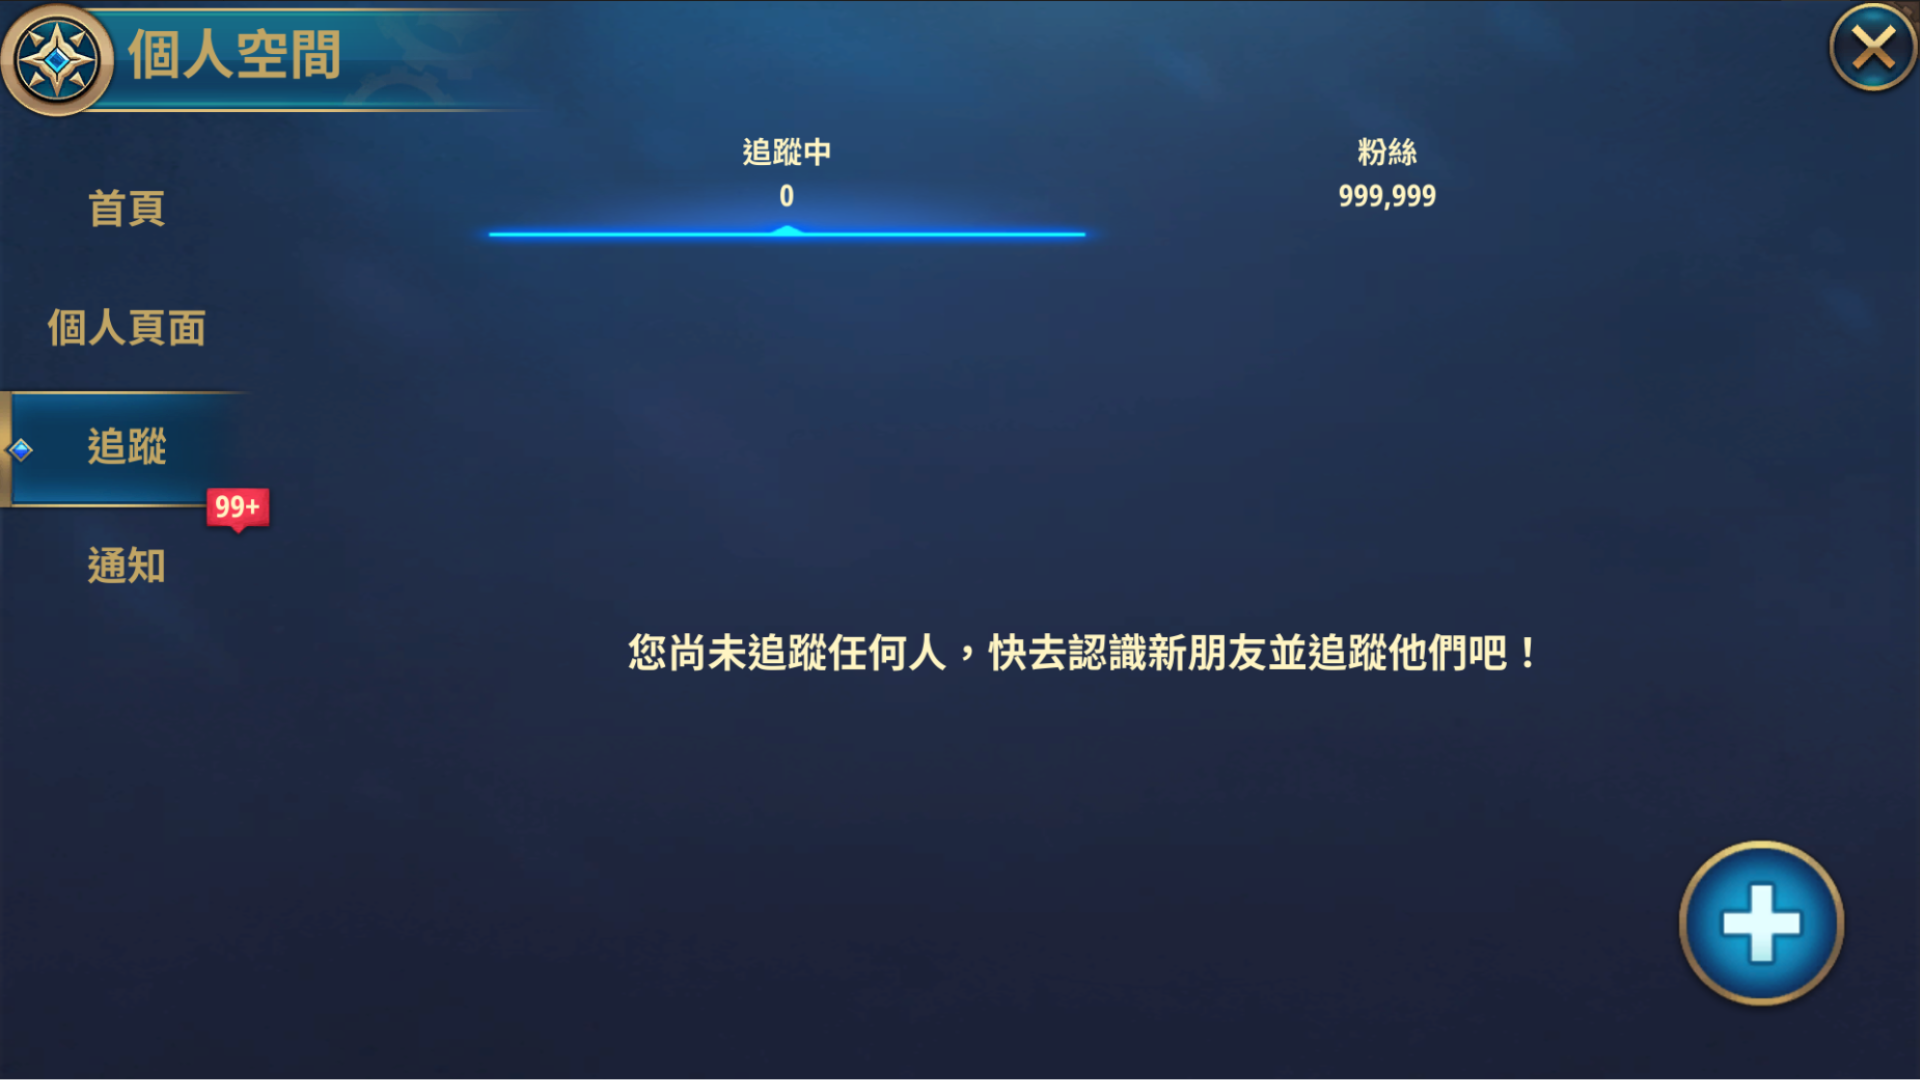 個人空間
追蹤中
0
粉絲
999,999
首頁
個人頁面
追蹤
99+
通知
您尚未追蹤任何人，快去認識新朋友並追蹤他們吧！